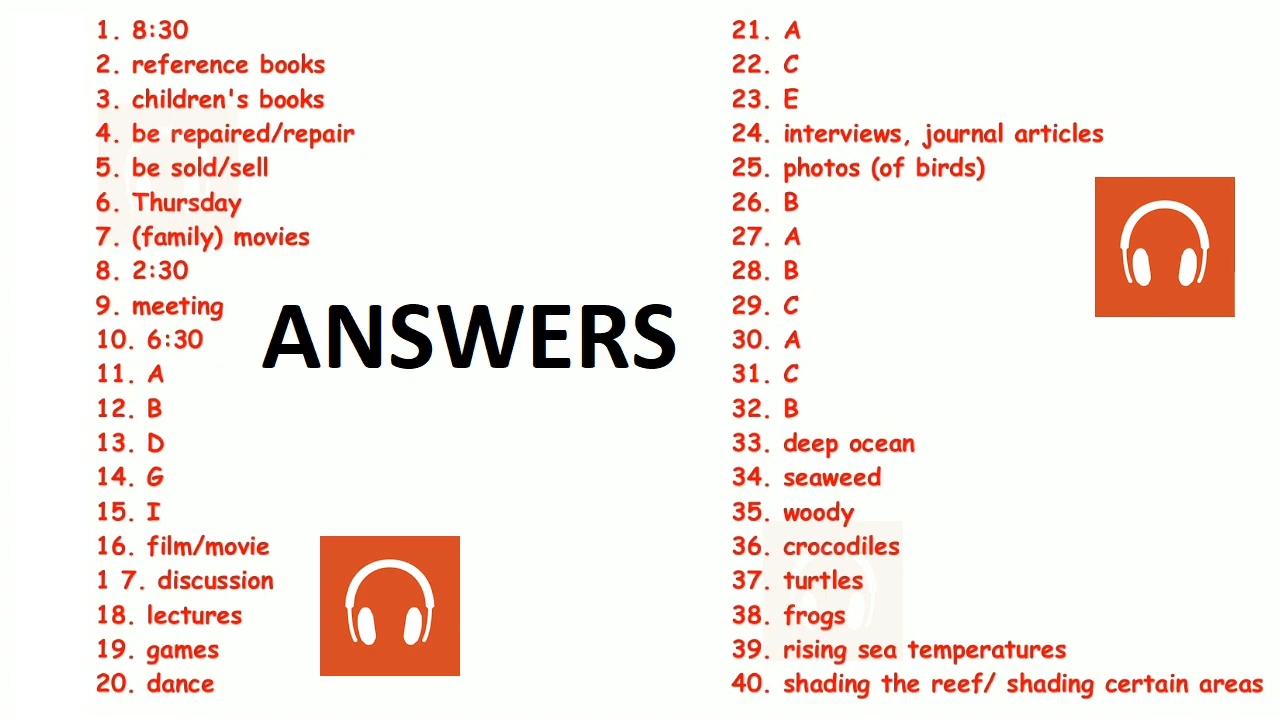 1. 8:30
2. reference books
3. children's books
4. be repaired/repair
5. be sold/sell
6. Thursday
7. (family) movies
8. 2:30
9. meeting
10. 6:30
11. A
12. B
13. D
14. G
15. I
16. film/movie
1 7. discussion
18. lectures
19. games
20. dance
ANSWERS
21. A
22. C
23. E
24. interviews, journal articles
25. photos (of birds)
26. B
27. A
28. B
29. C
30. A
31. C
32. B
33. deep ocean
34. seaweed
35. woody
36. crocodiles
37. turtles
38. frogs
39. rising sea temperatures
40. shading the reef/ shading certain areas